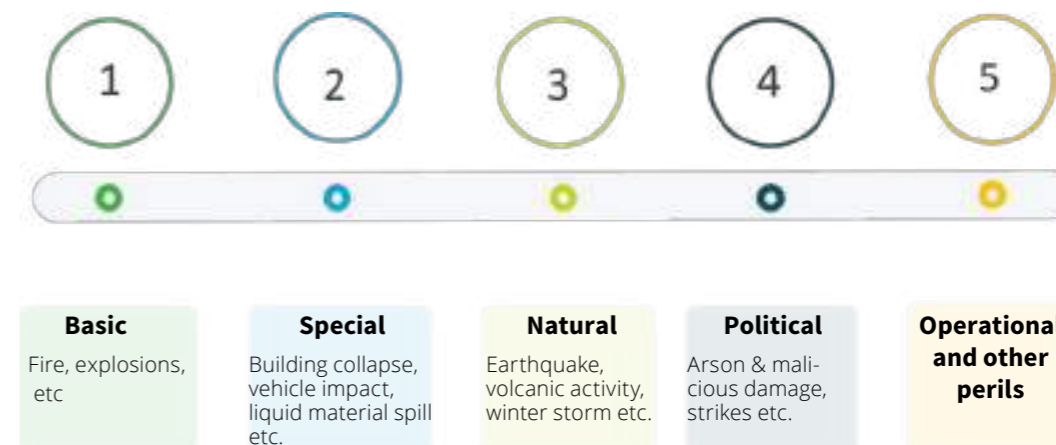 1
2
3
4
5
Basic
Fire, explosions,
etc
Special
Building collapse,
vehicle impact,
liquid material spill
etc.
Natural
Earthquake,
volcanic activity,
winter storm etc.
Political
Arson & mali-
cious damage,
strikes etc.
Operational
and other
perils